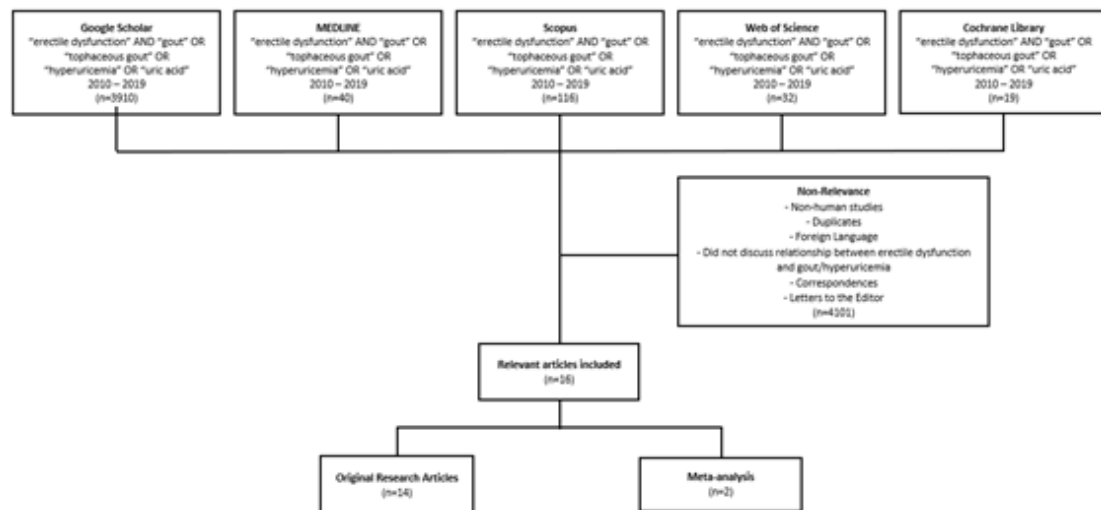 Google Scholar
"erectile dysfunction" AND "gout" OR
"tophaceous gout" OR
"hyperuricemia" OR "uric acid"
2010 – 2019
(n=3910)
MEDLINE
"erectile dysfunction" AND "gout" OR
"tophaceous gout" OR
"hyperuricemia" OR "uric acid"
2010 – 2019
(n=40)
Scopus
"erectile dysfunction" AND "gout" OR
"tophaceous gout" OR
"hyperuricemia" OR "uric acid"
2010 – 2019
(n=116)
Web of Science
"erectile dysfunction" AND "gout" OR
"tophaceous gout" OR
"hyperuricemia" OR "uric acid"
2010 – 2019
(n=32)
Cochrane Library
"erectile dysfunction" AND "gout" OR
"tophaceous gout" OR
"hyperuricemia" OR "uric acid"
2010 – 2019
(n=19)
Non-Relevance
- Non-human studies
- Duplicates
- Foreign Language
- Did not discuss relationship between erectile dysfunction
and gout/hyperuricemia
- Correspondences
- Letters to the Editor
(n=4101)
Relevant articles included
(n=16)
Original Research Articles
(n=14)
Meta-analysis
(n=2)